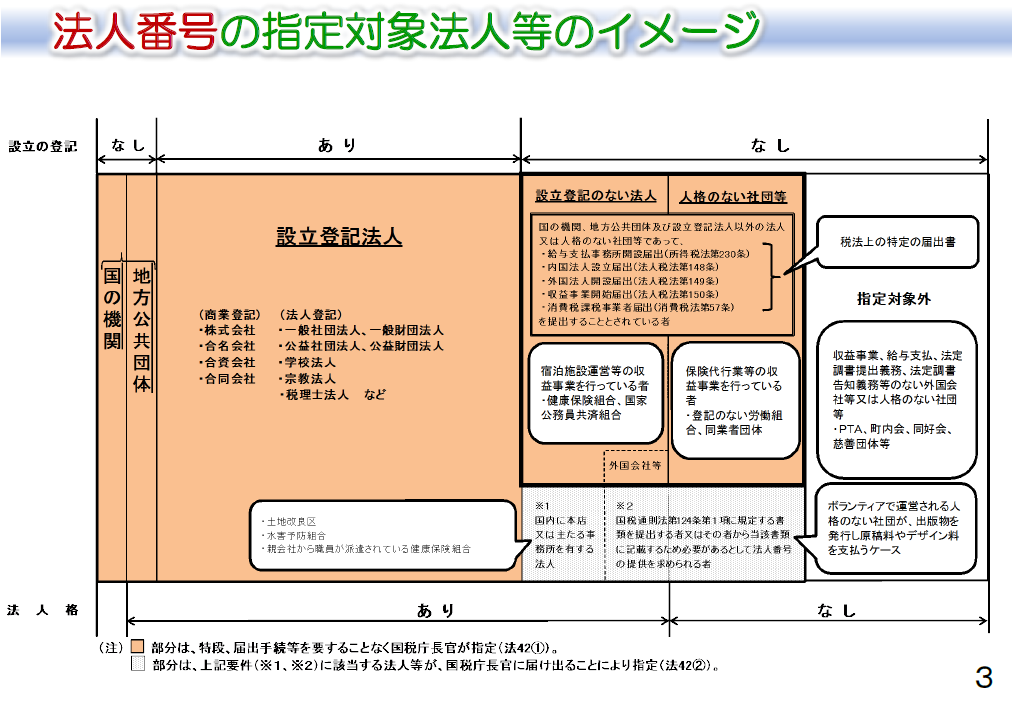 法人番号の指定対象法人等のイメージ
設立の登記
なし
あり
なし
国の機関
地方公共団体
設立登記法人
(商業登記)
・株式会社
・合名会社
・合資会社
・合同会社
(法人登記)
・一般社団法人、一般財団法人
・公益社団法人、公益財団法人
・学校法人
・宗教法人
・税理士法人 など
・土地改良区
・水害予防組合
・親会社から職員が派遣されている健康保険組合
設立登記のない法人
人格のない社団等
国の機関、地方公共団体及び設立登記法人以外の法人
又は人格のない社団等であって、
・給与支払事務所開設届出(所得税法第230条)
・内国法人設立届出(法人税法第148条)
・外国法人開設届出(法人税法第149条)
・収益事業開始届出(法人税法第150条)
・消費税課税事業者届出(消費税法第57条)
を提出することとされている者
宿泊施設運営等の収
益事業を行っている者
・健康保険組合、国家
公務員共済組合
保険代行業等の収
益事業を行っている
者
・登記のない労働組
合、同業者団体
外国会社等
※1
国内に本店
又は主たる事
務所を有する
法人
※2
国税通則法第124条第1項に規定する書
類を提出する者又はその者から当該書類
に記載するため必要があるとして法人番号
の提供を求められる者
税法上の特定の届出書
指定対象外
収益事業、給与支払、法定
調書提出義務、法定調書
告知義務等のない外国会
社等又は人格のない社団
等
・PTA、町内会、同好会、
慈善団体等
ボランティアで運営される人
格のない社団が、出版物を
発行し原稿料やデザイン料
を支払うケース
法人格
あり
なし
(注) 部分は、特段、届出手続等を要することなく国税庁長官が指定(法42①)。
部分は、上記要件(※1、※2)に該当する法人等が、国税庁長官に届け出ることにより指定(法42②)。
3